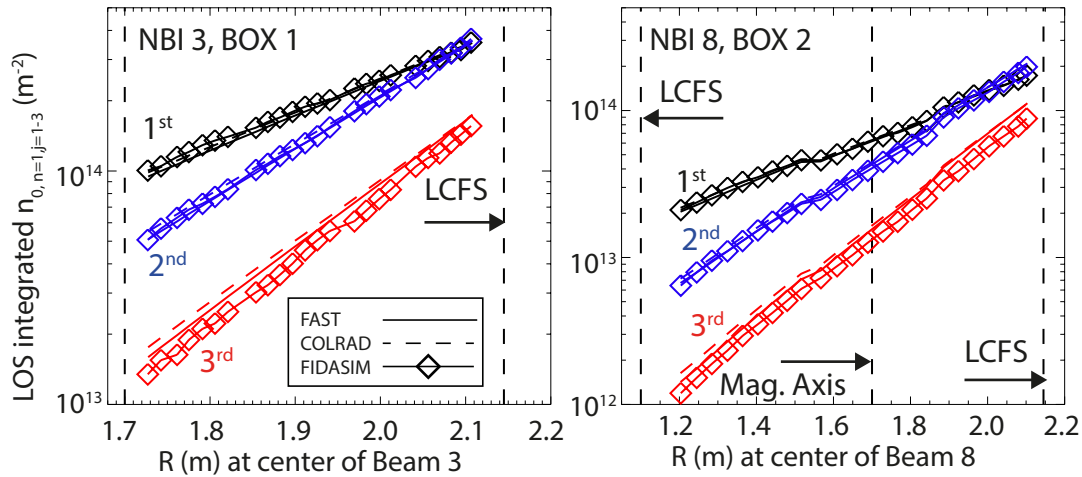 LOS integrated n0, n=1,j=1-3 (m-2)
NBI 3, BOX 1
1st
2nd
3rd
LCFS
FAST
COLRAD
FIDASIM
10^14
10^13
1.7 1.8 1.9 2.0 2.1 2.2
R (m) at center of Beam 3
NBI 8, BOX 2
LCFS
1st
2nd
3rd
Mag. Axis
LCFS
10^14
10^13
10^12
1.2 1.4 1.6 1.8 2.0 2.2
R (m) at center of Beam 8